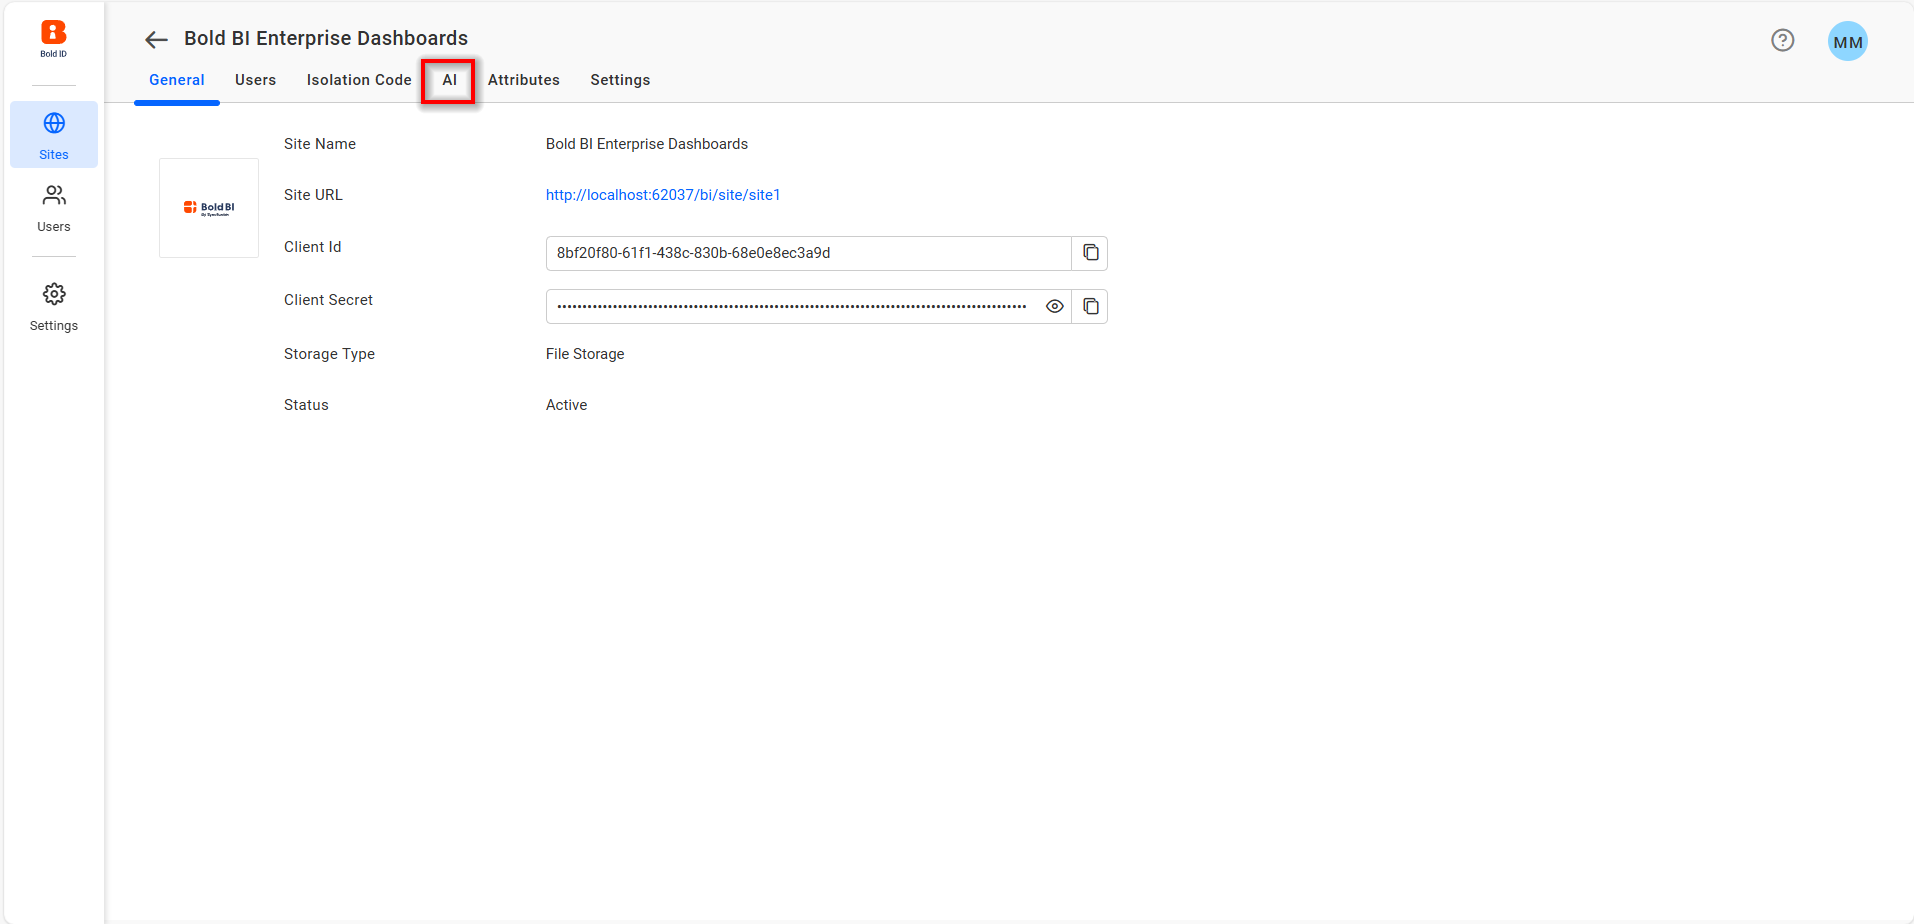 Bold ID
Bold BI Enterprise Dashboards
MM
General Users Isolation Code AI Attributes Settings
Sites
Users
Settings
Bold BI
By Syncfusion
Site Name Bold BI Enterprise Dashboards
Site URL http://localhost:62037/bi/site/site1
Client Id 8bf20f80-61f1-438c-830b-68e0e8ec3a9d
Client Secret
Storage Type File Storage
Status Active